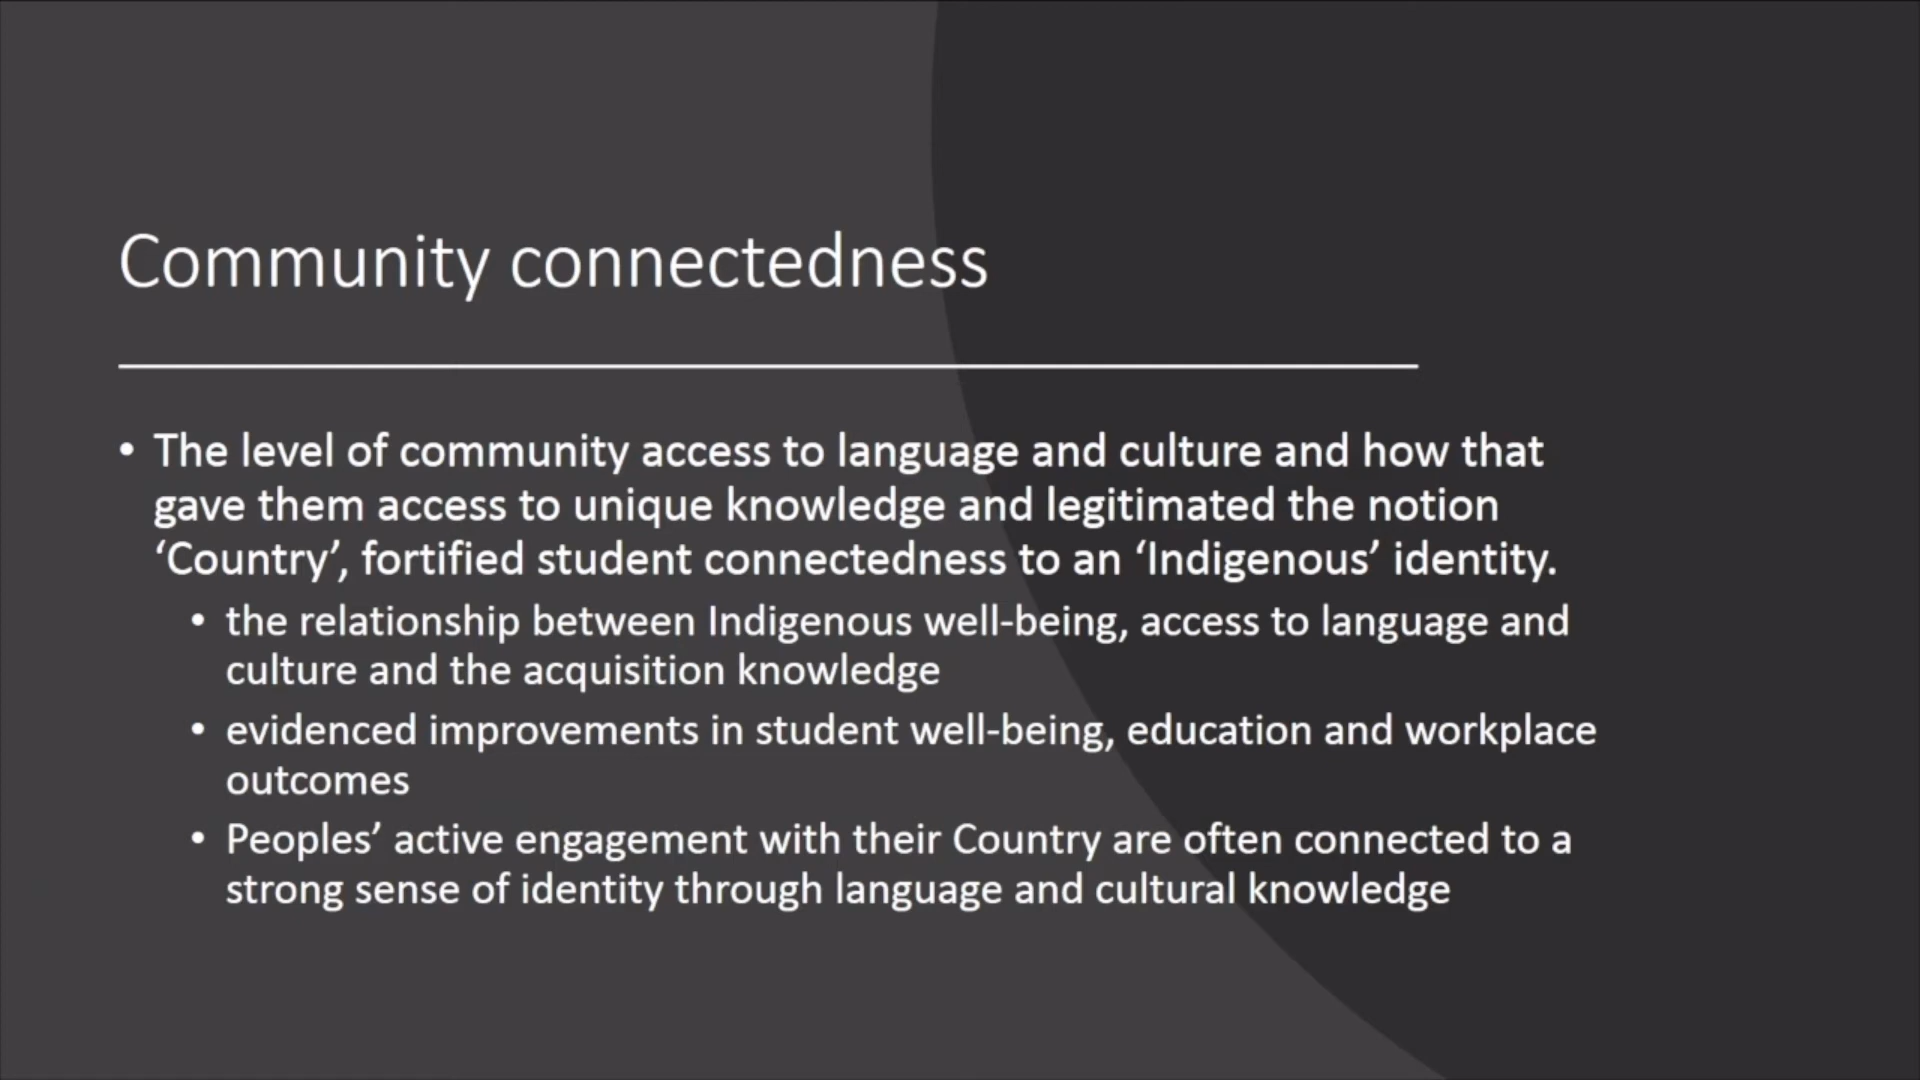 Community connectedness
• The level of community access to language and culture and how that
gave them access to unique knowledge and legitimated the notion
‘Country’, fortified student connectedness to an ‘Indigenous’ identity.
• the relationship between Indigenous well-being, access to language and
culture and the acquisition knowledge
• evidenced improvements in student well-being, education and workplace
outcomes
• Peoples’ active engagement with their Country are often connected to a
strong sense of identity through language and cultural knowledge